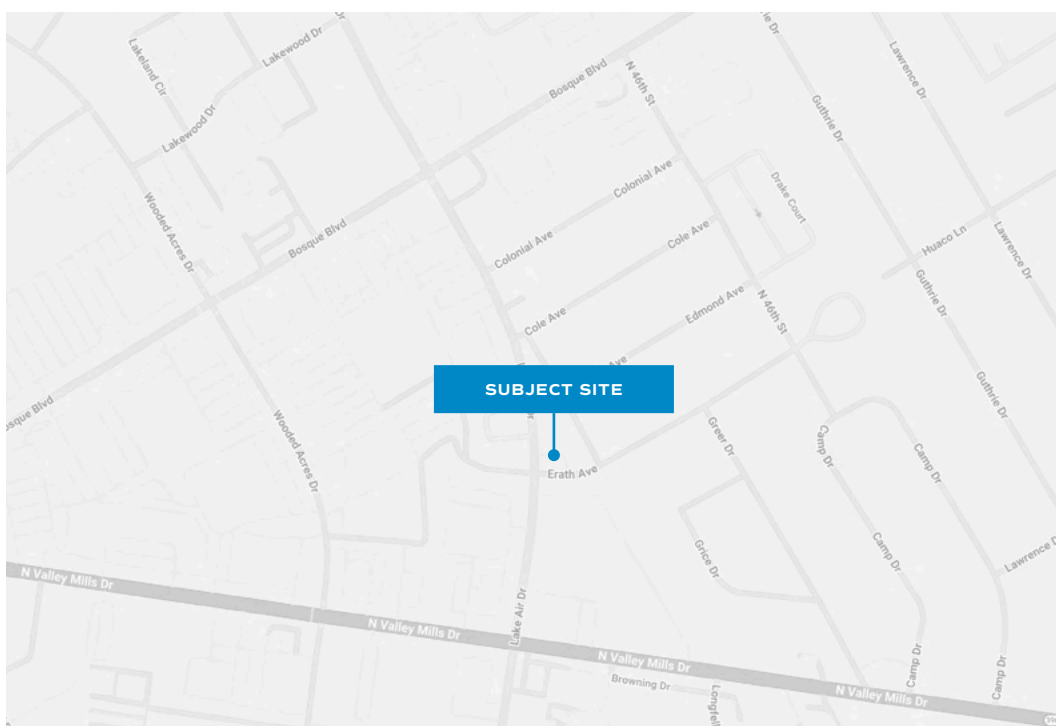 Lakewood Dr
Lakeland Cir
Lakewood Dr
Bosque Blvd
N 46th St
Guthrie Dr
Lawrence Dr
Colonial Ave
Drake Court
Wooded Acres Dr
Bosque Blvd
Colonial Ave
Cole Ave
Huaco Ln
Lawrence Dr
Guthrie Dr
Edmond Ave
N 46th St
Cole Ave
Ave
SUBJECT SITE
Guthrie Dr
Wooded Acres Dr
Greer Dr
Camp Dr
Camp Dr
Erath Ave
Grice Dr
Camp Dr
N Valley Mills Dr
Lake Air Dr
N Valley Mills Dr
N Valley Mills Dr
Browning Dr
Camp Dr
Camp Dr
N Valley Mills Dr